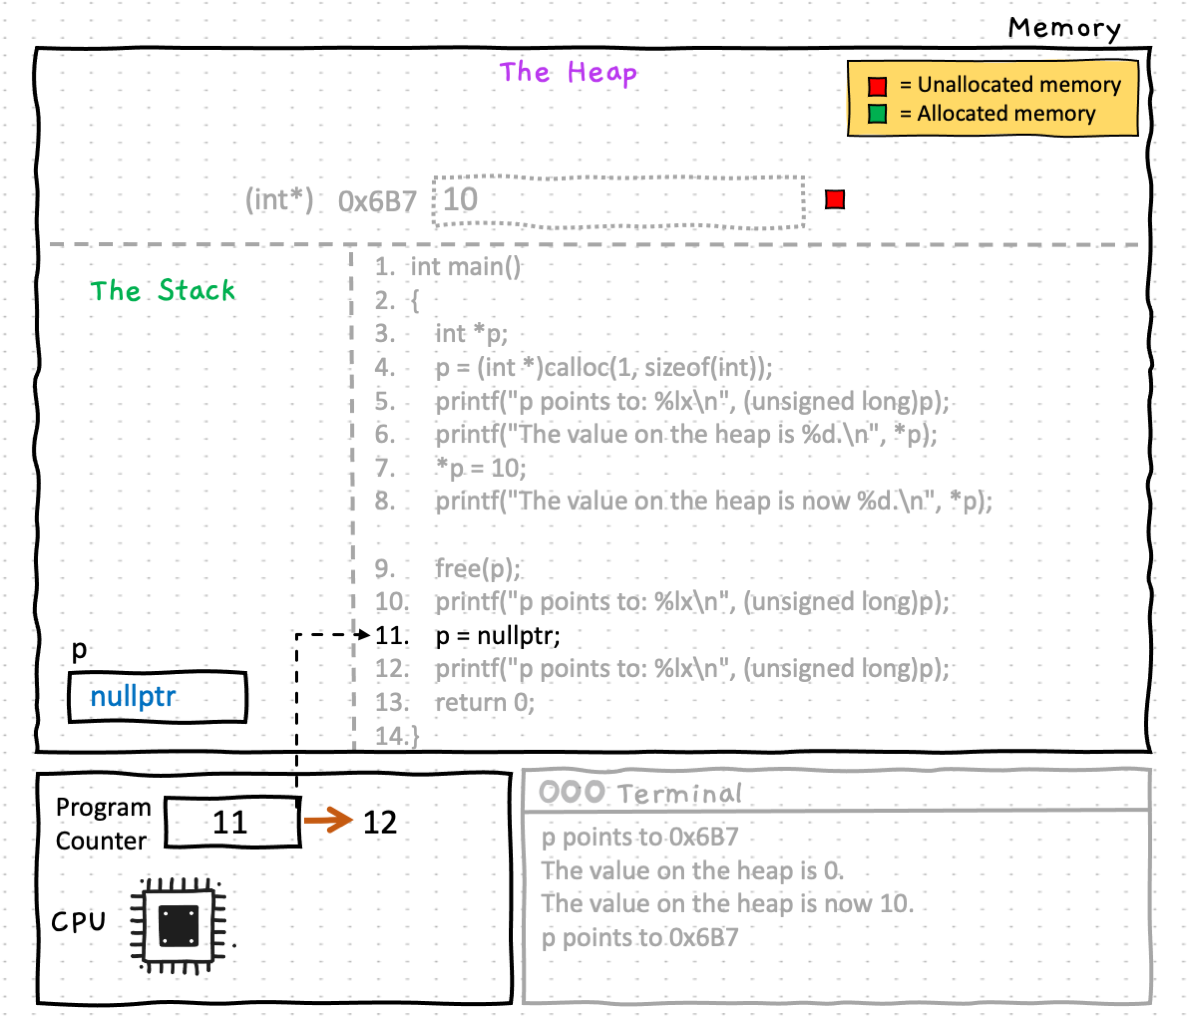 Memory
The Heap
= Unallocated memory
= Allocated memory
(int*) 0x6B7 10
The Stack
1. int main()
2. {
3. int *p;
4. p = (int *)calloc(1, sizeof(int));
5. printf("p points to: %lx\n", (unsigned long)p);
6. printf("The value on the heap is %d.\n", *p);
7. *p = 10;
8. printf("The value on the heap is now %d.\n", *p);
9. free(p);
10. printf("p points to: %lx\n", (unsigned long)p);
11. p = nullptr;
12. printf("p points to: %lx\n", (unsigned long)p);
13. return 0;
14.}
p
nullptr
Program
Counter
11
12
CPU
Terminal
p points to 0x6B7
The value on the heap is 0.
The value on the heap is now 10.
p points to 0x6B7